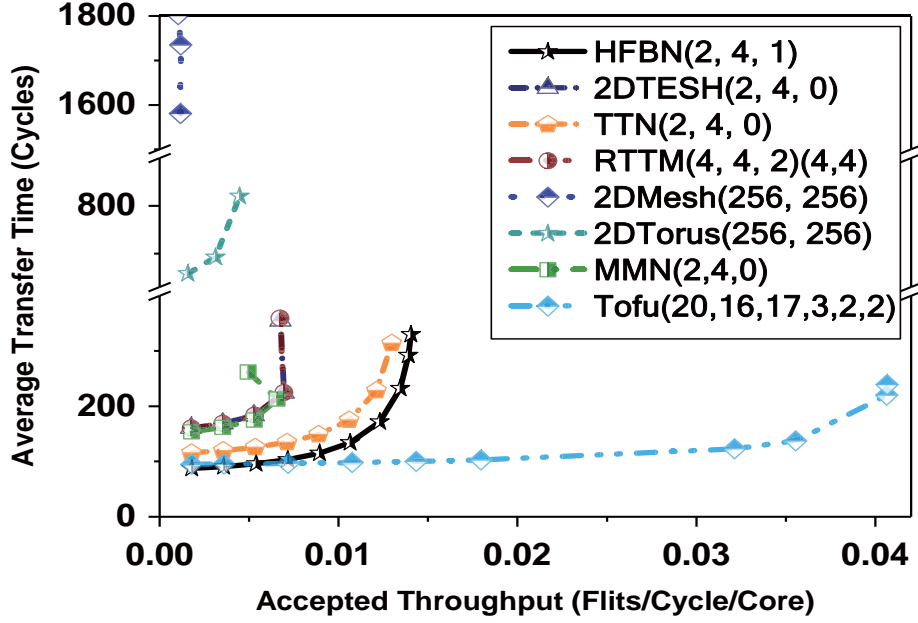 1800
1600
800
200
0
Average Transfer Time (Cycles)
HFBN(2, 4, 1)
2DTESH(2, 4, 0)
TTN(2, 4, 0)
RTTM(4, 4, 2)(4,4)
2DMesh(256, 256)
2DTorus(256, 256)
MMN(2,4,0)
Tofu(20,16,17,3,2,2)
0.00 0.01 0.02 0.03 0.04
Accepted Throughput (Flits/Cycle/Core)